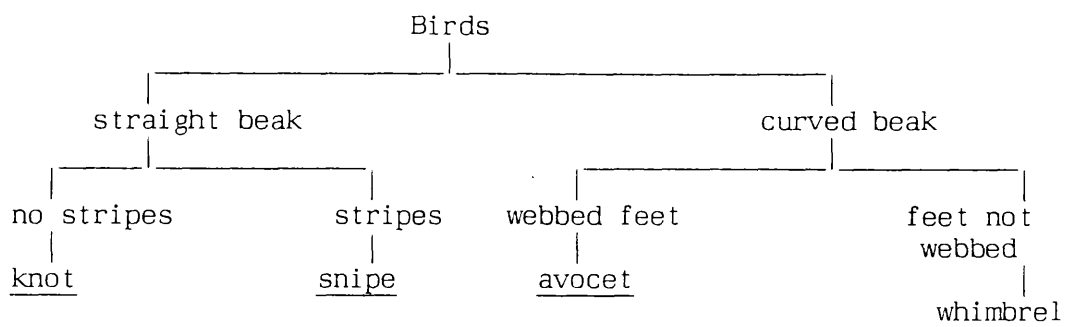 Birds
straight beak curved beak
no stripes stripes webbed feet feet not
webbed
knot snipe avocet
whimbrel